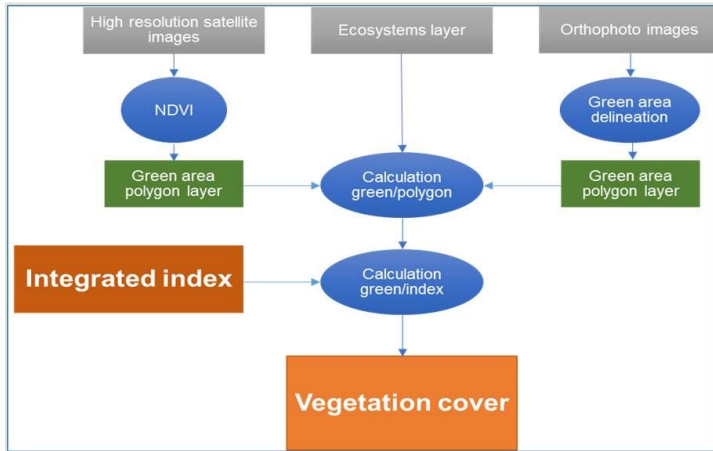 High resolution satellite
images
Ecosystems layer
Orthophoto images
NDVI
Green area
delineation
Green area
polygon layer
Calculation
green/polygon
Green area
polygon layer
Integrated index
Calculation
green/index
Vegetation cover